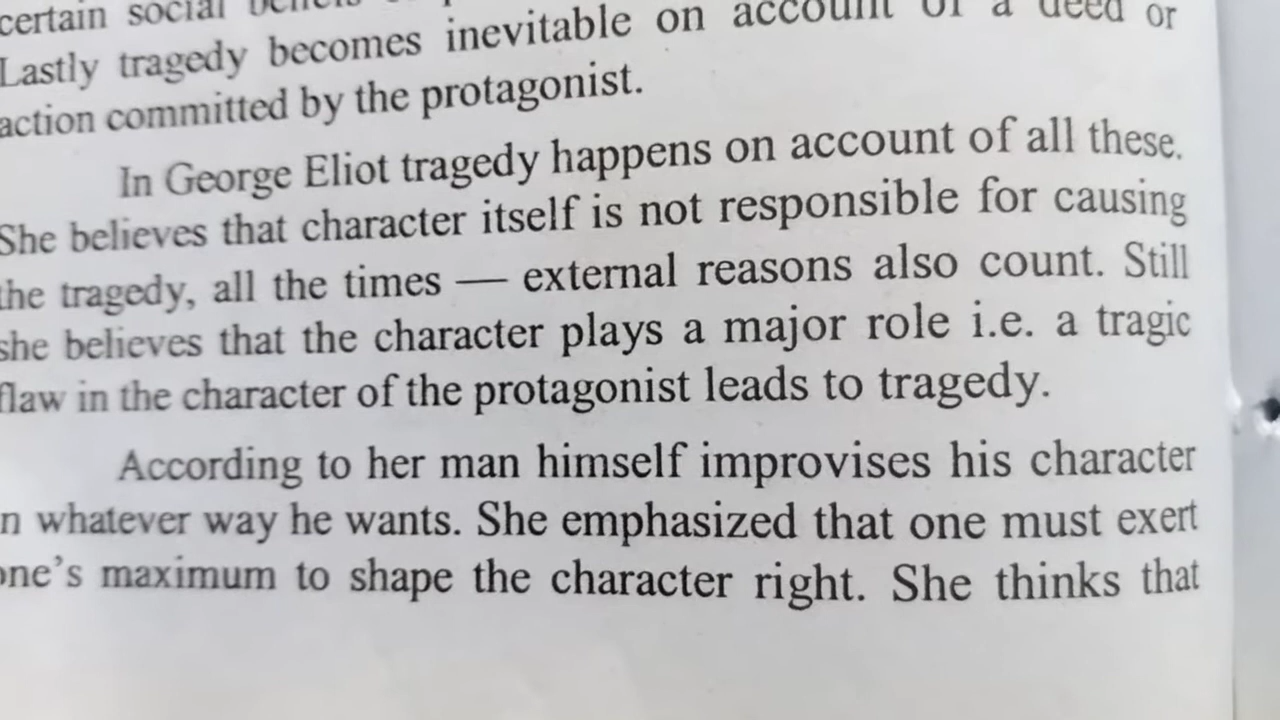 certain social beliefs
Lastly tragedy becomes inevitable on account of a deed or
action committed by the protagonist.
In George Eliot tragedy happens on account of all these.
She believes that character itself is not responsible for causing
the tragedy, all the times — external reasons also count. Still
she believes that the character plays a major role i.e. a tragic
flaw in the character of the protagonist leads to tragedy.
According to her man himself improvises his character
n whatever way he wants. She emphasized that one must exert
one's maximum to shape the character right. She thinks that